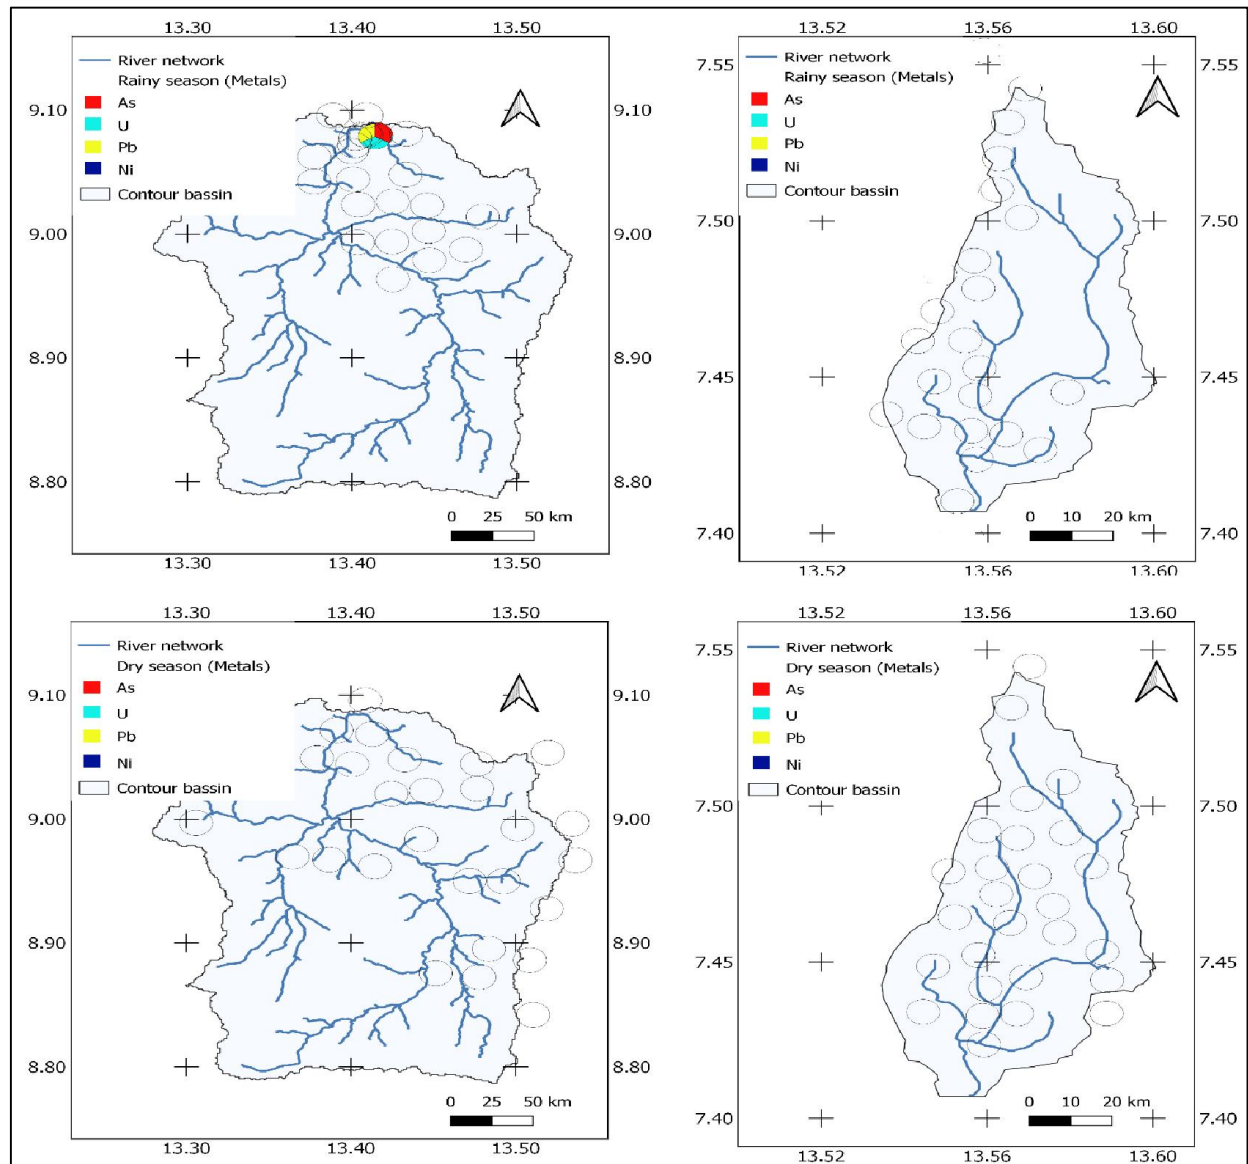 13.30 13.40 13.50
River network
Rainy season (Metals)
As
U
Pb
Ni
Contour bassin
9.10 9.10
9.00 9.00
8.90 8.90
8.80 8.80
0 25 50 km
13.30 13.40 13.50
13.52 13.56 13.60
River network
Rainy season (Metals)
As
U
Pb
Ni
Contour bassin
7.55 7.55
7.50 7.50
7.45 7.45
7.40 7.40
0 10 20 km
13.52 13.56 13.60
13.30 13.40 13.50
River network
Dry season (Metals)
As
U
Pb
Ni
Contour bassin
9.10 9.10
9.00 9.00
8.90 8.90
8.80 8.80
0 25 50 km
13.30 13.40 13.50
13.52 13.56 13.60
River network
Dry season (Metals)
As
U
Pb
Ni
Contour bassin
7.55 7.55
7.50 7.50
7.45 7.45
7.40 7.40
0 10 20 km
13.52 13.56 13.60